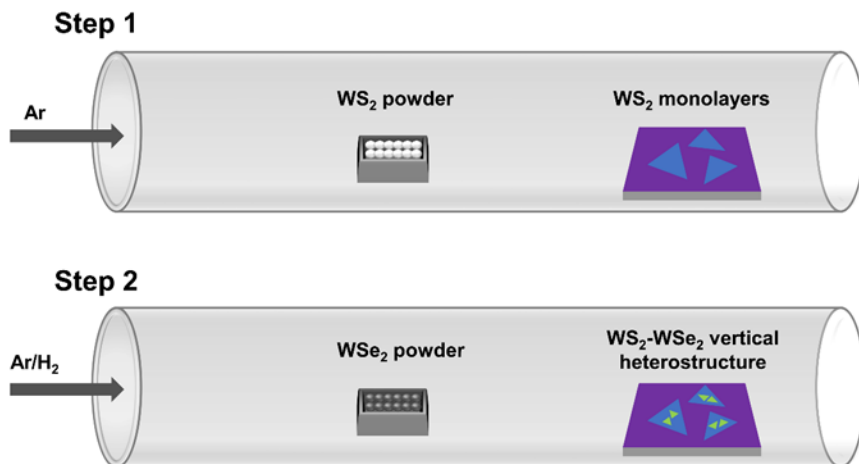 Step 1
Ar
WS₂ powder
WS₂ monolayers
Step 2
Ar/H₂
WSe₂ powder
WS₂-WSe₂ vertical
heterostructure